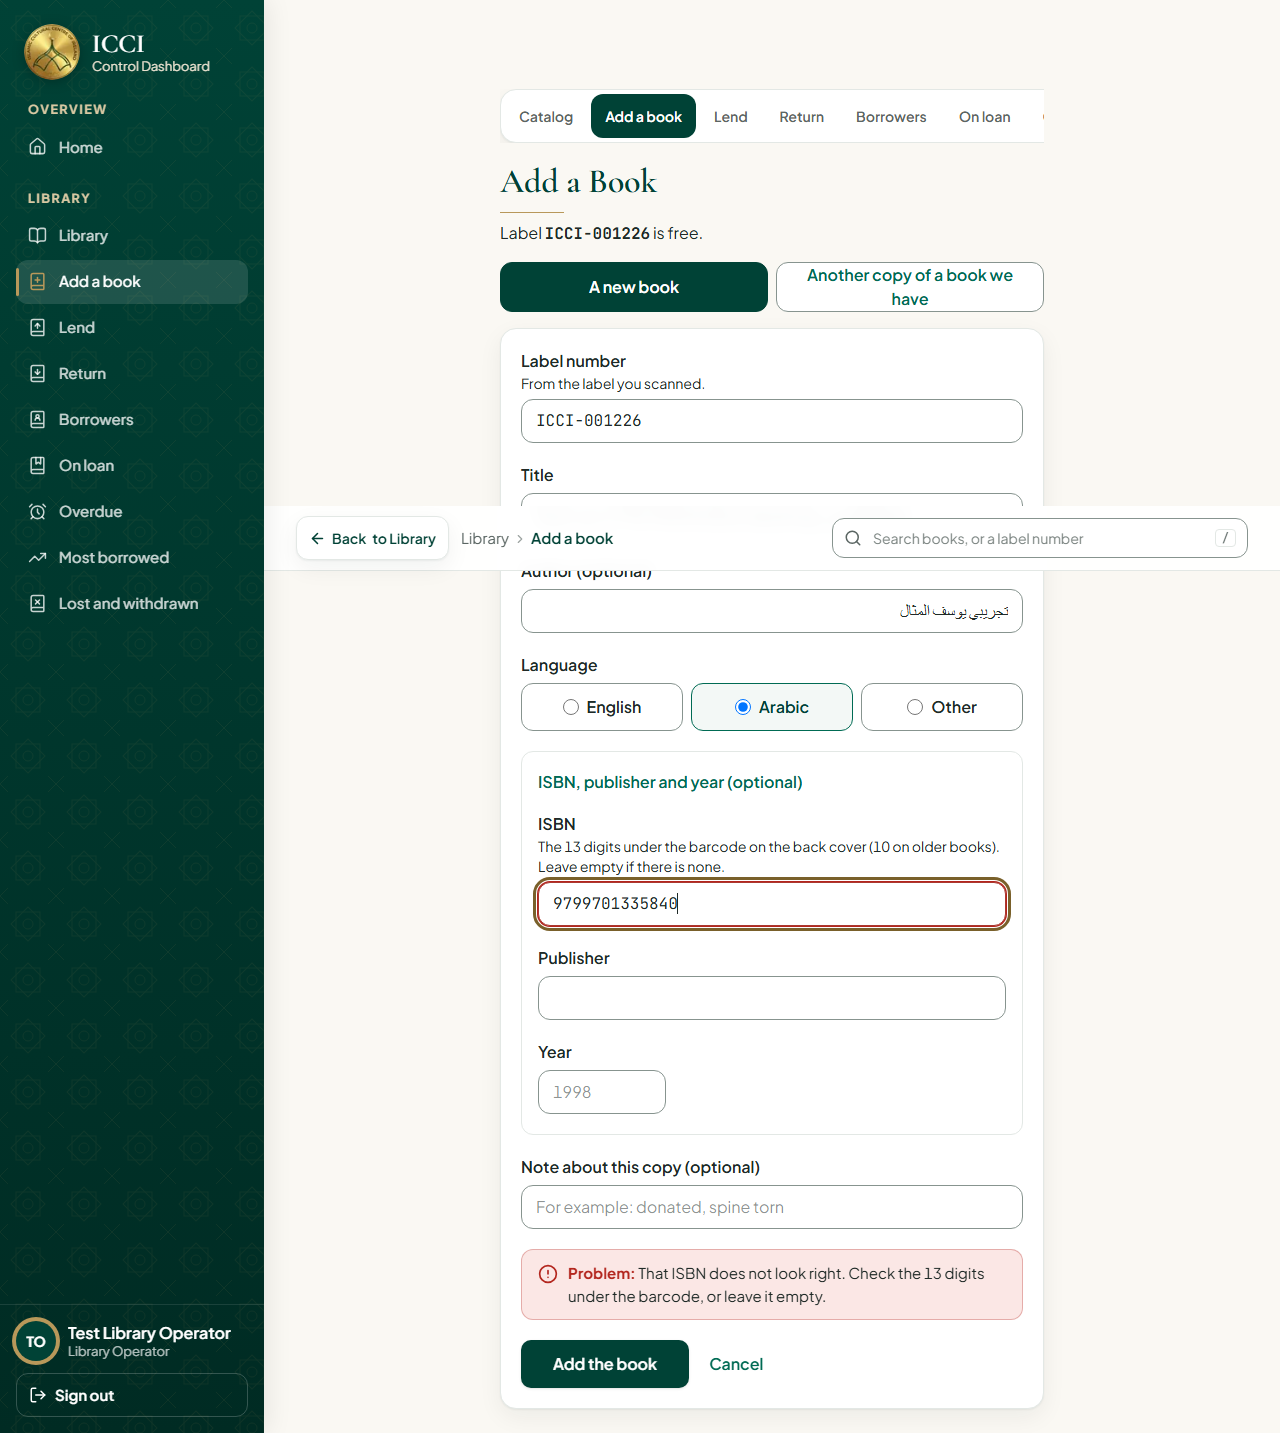 ICCI
Control Dashboard
OVERVIEW
Home
LIBRARY
Library
Add a book
Lend
Return
Borrowers
On loan
Overdue
Most borrowed
Lost and withdrawn
TO
Test Library Operator
Library Operator
Sign out
Catalog
Add a book
Lend
Return
Borrowers
On loan
Add a Book
Label ICCI-001226 is free.
A new book
Another copy of a book we
have
Label number
From the label you scanned.
ICCI-001226
Title
Back to Library
Library › Add a book
Search books, or a label number
/
Author (optional)
تجريبي يوسف المثال
Language
English
Arabic
Other
ISBN, publisher and year (optional)
ISBN
The 13 digits under the barcode on the back cover (10 on older books).
Leave empty if there is none.
9799701335840
Publisher
Year
1998
Note about this copy (optional)
For example: donated, spine torn
Problem: That ISBN does not look right. Check the 13 digits
under the barcode, or leave it empty.
Add the book
Cancel